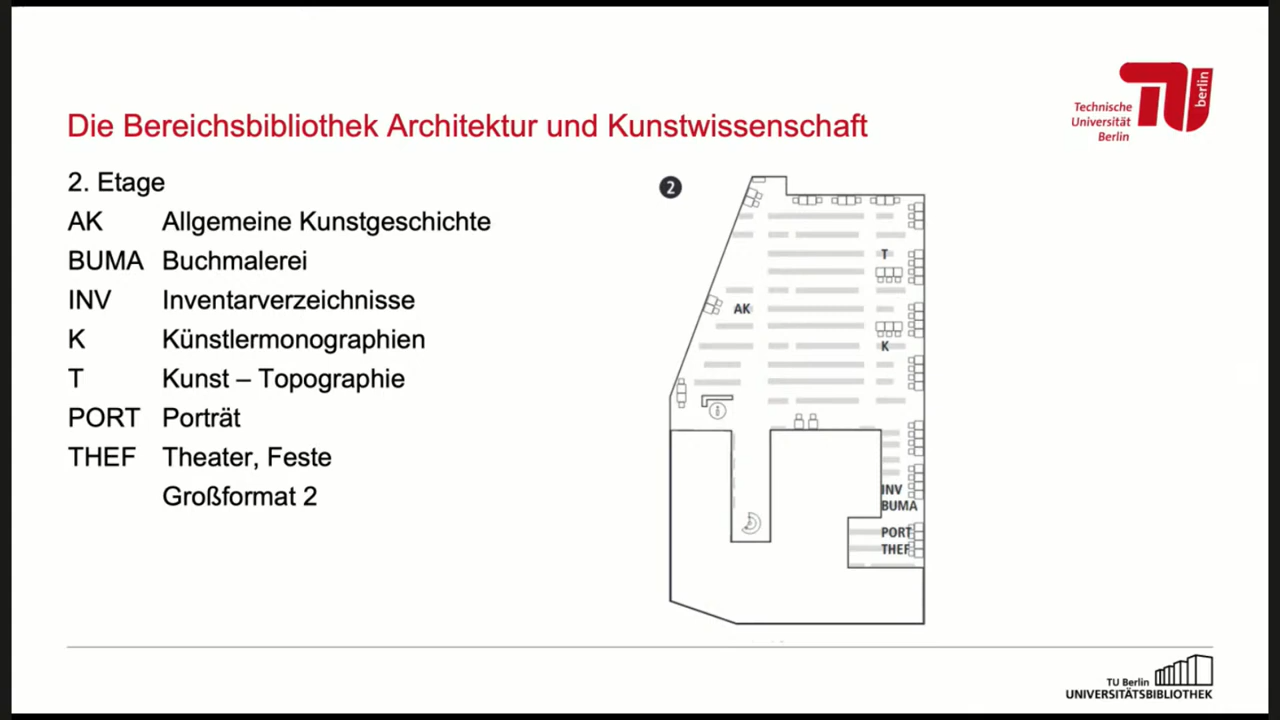 Die Bereichsbibliothek Architektur und Kunstwissenschaft
Technische
Universität
Berlin
TU berlin
2. Etage
AK Allgemeine Kunstgeschichte
BUMA Buchmalerei
INV Inventarverzeichnisse
K Künstlermonographien
T Kunst – Topographie
PORT Porträt
THEF Theater, Feste
Großformat 2
2
T
AK
K
i
INV
BUMA
PORT
THEF
TU Berlin
UNIVERSITÄTSBIBLIOTHEK